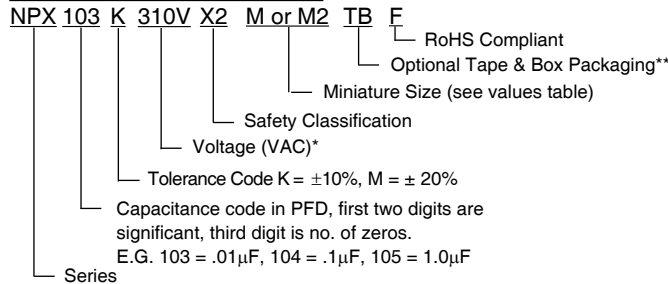 NPX 103 K 310V X2 M or M2 TB F
RoHS Compliant
Optional Tape & Box Packaging**
Miniature Size (see values table)
Safety Classification
Voltage (VAC)*
Tolerance Code K = ±10%, M = ± 20%
Capacitance code in PFD, first two digits are
significant, third digit is no. of zeros.
E.G. 103 = .01µF, 104 = .1µF, 105 = 1.0µF
Series